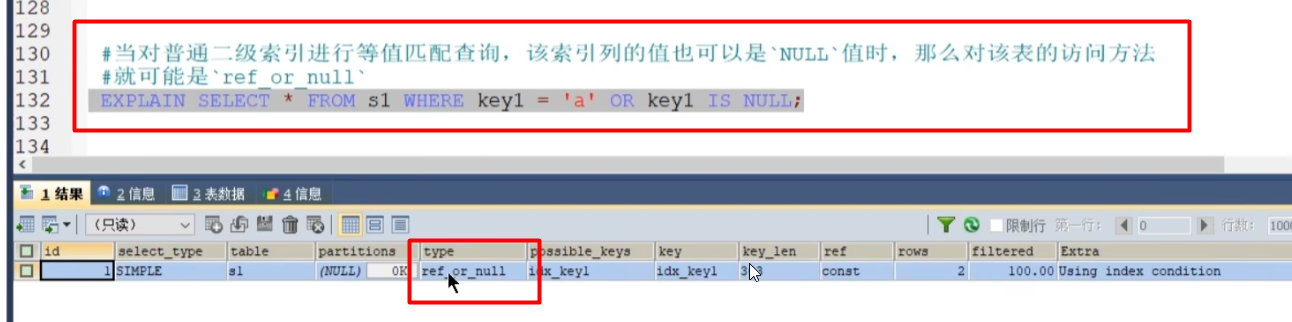 128
129
130 #当对普通二级索引进行等值匹配查询，该索引列的值也可以是`NULL`值时，那么对该表的访问方法
131 #就可能是`ref_or_null`
132 EXPLAIN SELECT * FROM s1 WHERE key1 = 'a' OR key1 IS NULL;
133
134
1 结果 2 信息 3 表数据 4 信息
(只读) 限制行 第一行: 0 行数: 1000
id select_type table partitions type possible_keys key key_len ref rows filtered Extra
1 SIMPLE s1 (NULL) 0K ref_or_null idx_key1 idx_key1 const 2 100.00 Using index condition